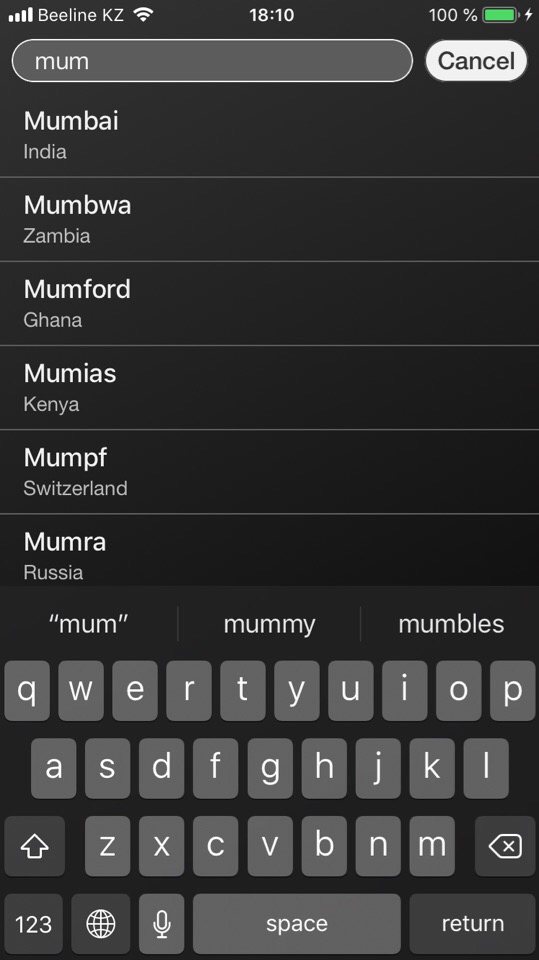 Beeline KZ 18:10 100 %
mum Cancel
Mumbai
India
Mumbwa
Zambia
Mumford
Ghana
Mumias
Kenya
Mumpf
Switzerland
Mumra
Russia
“mum” mummy mumbles
q w e r t y u i o p
a s d f g h j k l
z x c v b n m
123 space return